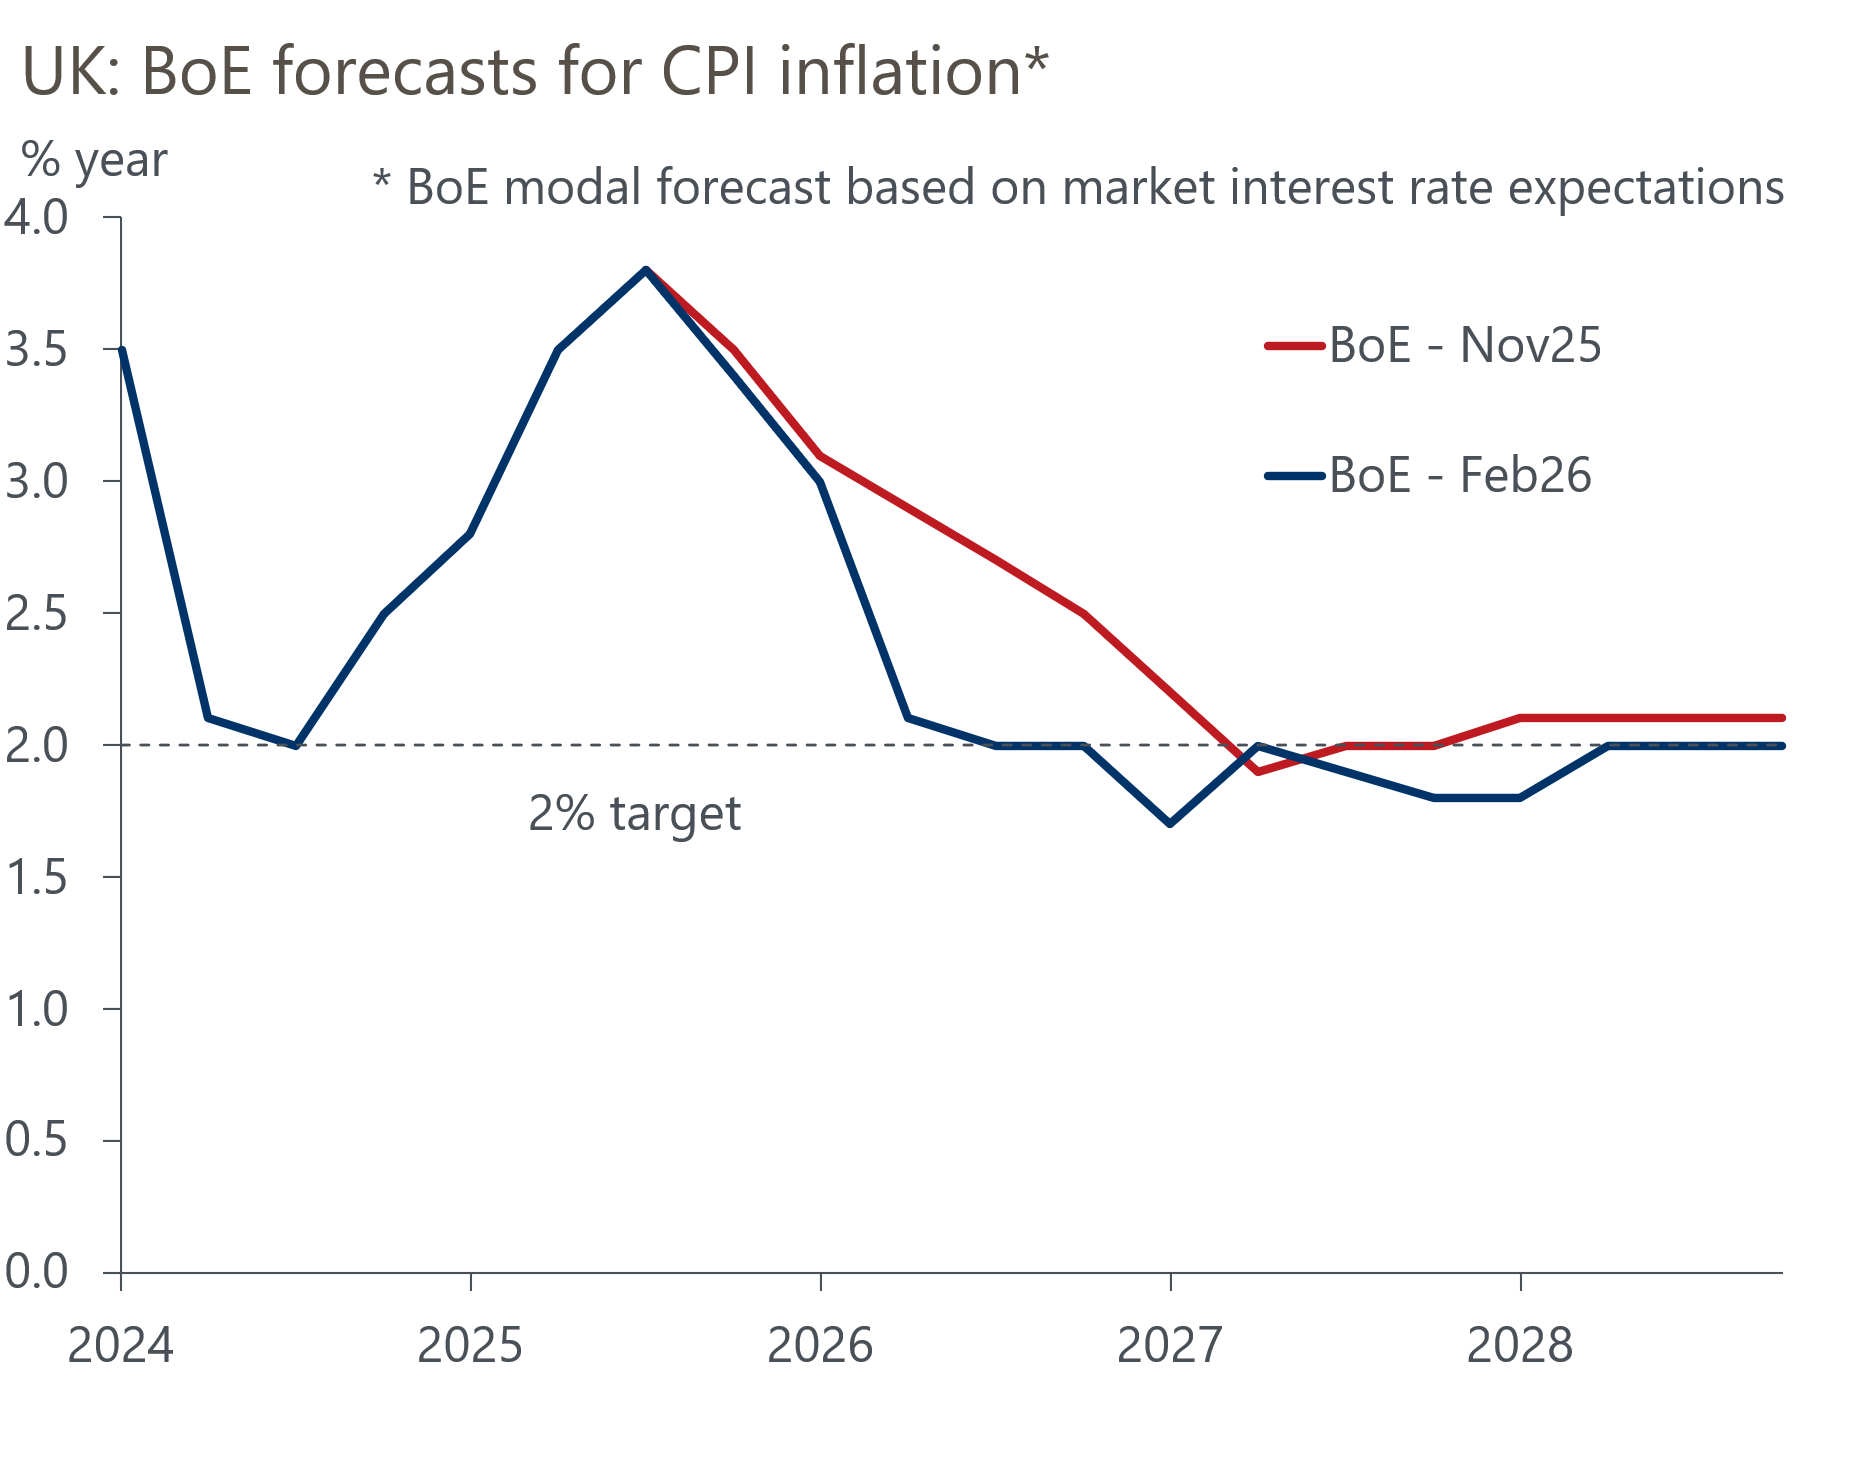 UK: BoE forecasts for CPI inflation*
% year
* BoE modal forecast based on market interest rate expectations
4.0
3.5
BoE - Nov25
3.0
BoE - Feb26
2.5
2.0
2% target
1.5
1.0
0.5
0.0
2024 2025 2026 2027 2028